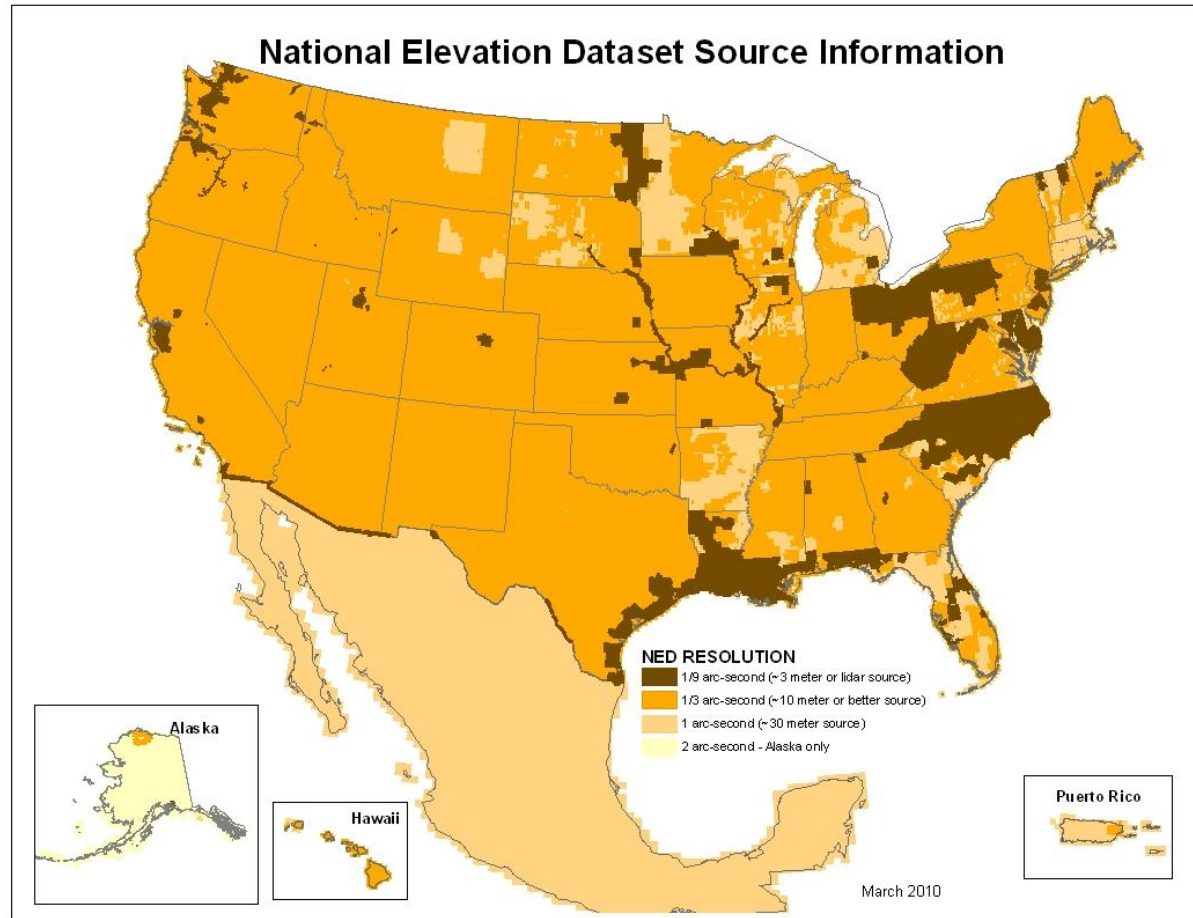 National Elevation Dataset Source Information
NED RESOLUTION
1/9 arc-second (~3 meter or lidar source)
1/3 arc-second (~10 meter or better source)
1 arc-second (~30 meter source)
2 arc-second - Alaska only
Alaska
Hawaii
Puerto Rico
March 2010